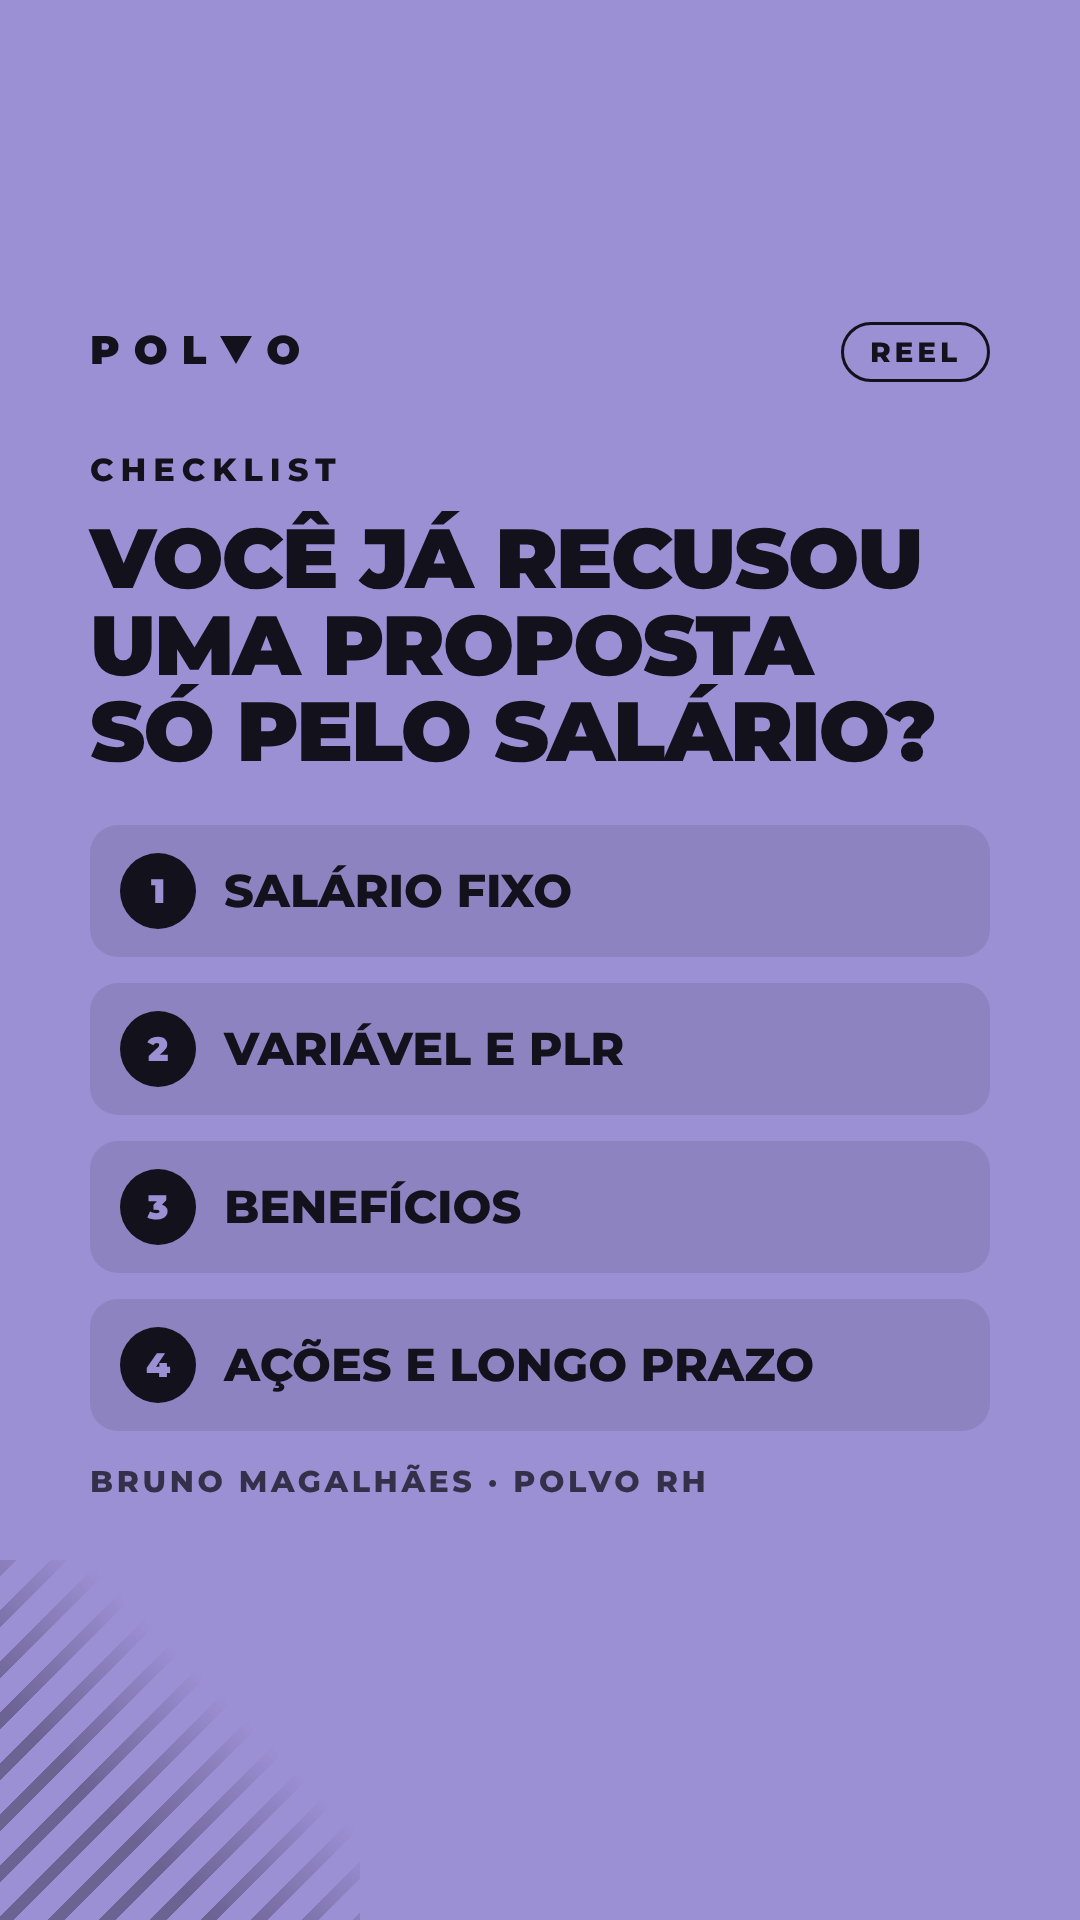 POLVO
REEL
CHECKLIST
VOCÊ JÁ RECUSOU
UMA PROPOSTA
SÓ PELO SALÁRIO?
1 SALÁRIO FIXO
2 VARIÁVEL E PLR
3 BENEFÍCIOS
4 AÇÕES E LONGO PRAZO
BRUNO MAGALHÃES · POLVO RH